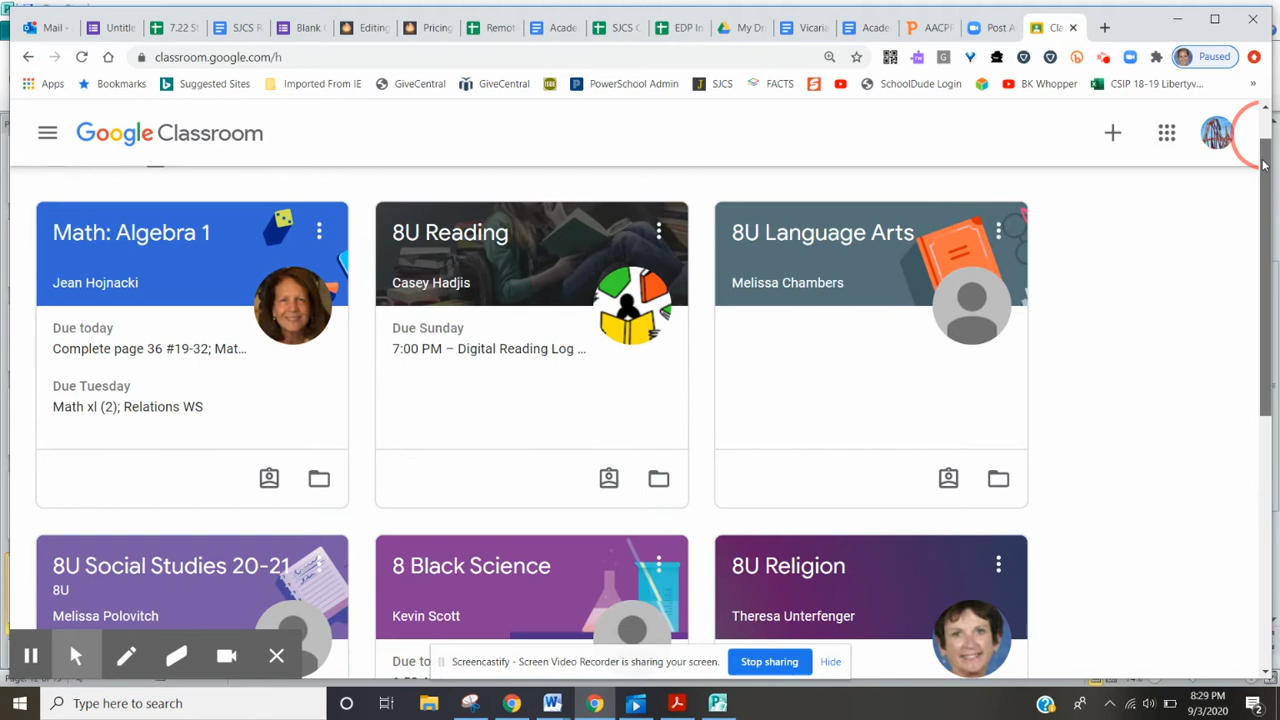 Mail -
Untitle
7.22 St
SJCS R
Blank
Editing
Pricing
Remot
Acade
SJCS C
EDP In
My Dr
Vicaria
Acade
AACPI
Post A
Cla
classroom.google.com/h
Paused
Apps
Bookmarks
Suggested Sites
Imported From IE
GiveCentral
GiveCentral
PowerSchool Admin
SJCS
FACTS
SchoolDude Login
BK Whopper
CSIP 18-19 Libertyv...
»
Google Classroom
Math: Algebra 1
Jean Hojnacki
Due today
Complete page 36 #19-32; Mat...
Due Tuesday
Math xl (2); Relations WS
8U Reading
Casey Hadjis
Due Sunday
7:00 PM – Digital Reading Log ...
8U Language Arts
Melissa Chambers
8U Social Studies 20-21
8U
Melissa Polovitch
8 Black Science
Kevin Scott
Due to
8U Religion
Theresa Unterfenger
Screencastify - Screen Video Recorder is sharing your screen.
Stop sharing
Hide
Type here to search
8:29 PM
9/3/2020
2